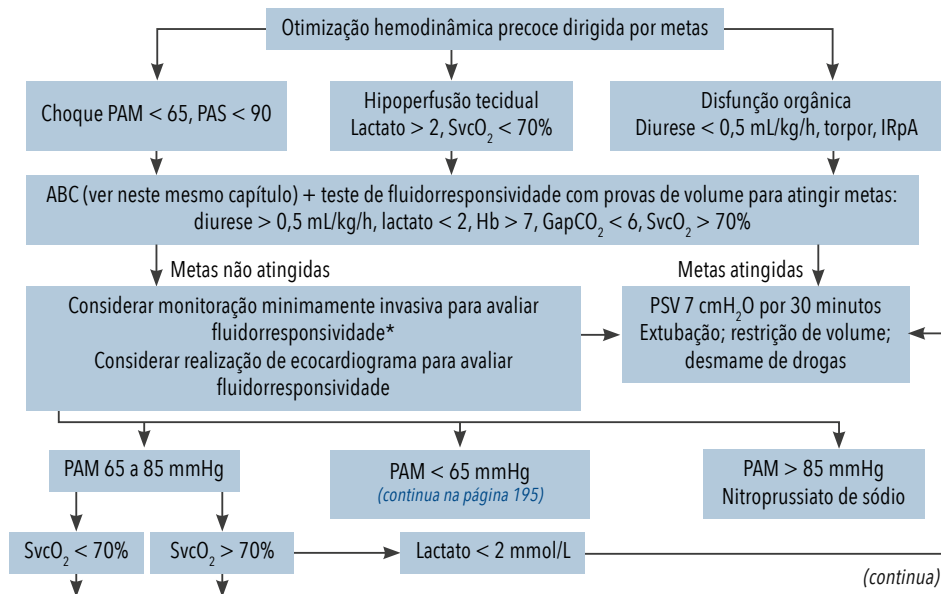 Otimização hemodinâmica precoce dirigida por metas
Choque PAM < 65, PAS < 90
Hipoperfusão tecidual
Lactato > 2, SvcO₂ < 70%
Disfunção orgânica
Diurese < 0,5 mL/kg/h, torpor, IRpA
ABC (ver neste mesmo capítulo) + teste de fluidorresponsividade com provas de volume para atingir metas:
diurese > 0,5 mL/kg/h, lactato < 2, Hb > 7, GapCO₂ < 6, SvcO₂ > 70%
Metas não atingidas
Metas atingidas
Considerar monitoração minimamente invasiva para avaliar
fluidorresponsividade*
Considerar realização de ecocardiograma para avaliar
fluidorresponsividade
PSV 7 cmH₂O por 30 minutos
Extubação; restrição de volume;
desmame de drogas
PAM 65 a 85 mmHg
PAM < 65 mmHg
(continua na página 195)
PAM > 85 mmHg
Nitroprussiato de sódio
SvcO₂ < 70%
SvcO₂ > 70%
Lactato < 2 mmol/L
(continua)